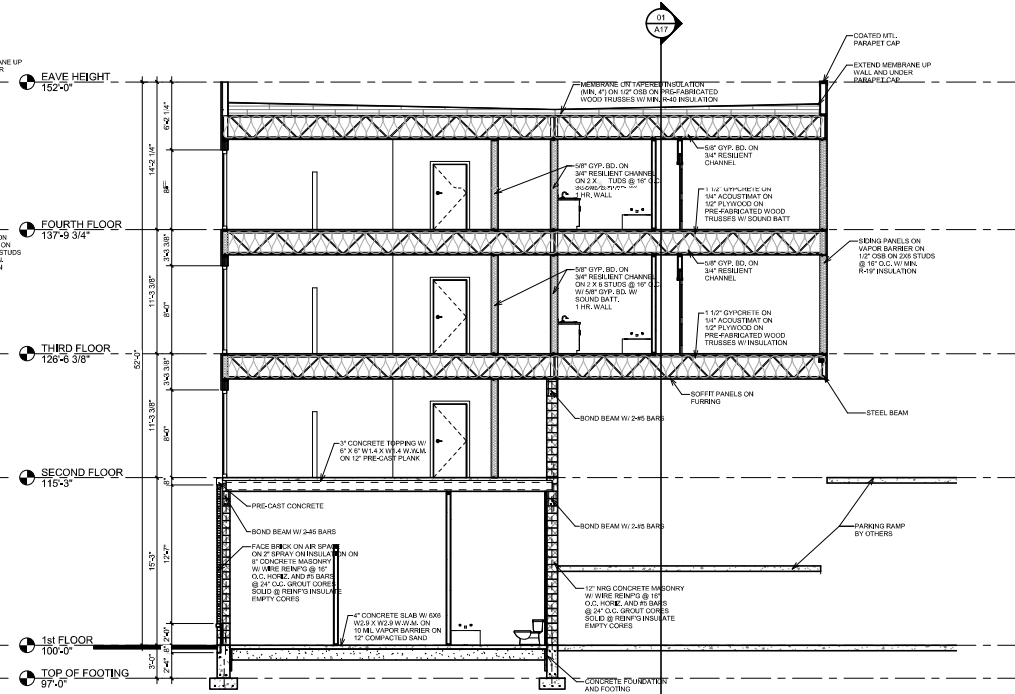 01
A17
COATED MTL.
PARAPET CAP
EXTEND MEMBRANE UP
WALL AND UNDER
PARAPET CAP
EAVE HEIGHT
152'-0"
MEMBRANE ON TAPERED INSULATION
(MIN. 4") ON 1/2" OSB ON PRE-FABRICATED
WOOD TRUSSES W/ MIN. R-40 INSULATION
6'-2 1/4"
14'-2 1/4"
5/8" GYP. BD. ON
3/4" RESILIENT
CHANNEL
5/8" GYP. BD. ON
3/4" RESILIENT CHANNEL
ON 2 X STUDS @ 16" O.C.
1 HR. WALL
1 1/2" GYPCRETE ON
1/4" ACOUSTIMAT ON
1/2" PLYWOOD ON
PRE-FABRICATED WOOD
TRUSSES W/ SOUND BATT
FOURTH FLOOR
137'-9 3/4"
3'-3 3/8"
SIDING PANELS ON
VAPOR BARRIER ON
1/2" OSB ON 2X6 STUDS
@ 16" O.C. W/ MIN.
R-19" INSULATION
5/8" GYP. BD. ON
3/4" RESILIENT
CHANNEL
5/8" GYP. BD. ON
3/4" RESILIENT CHANNEL
ON 2 X 6 STUDS @ 16" O.C.
W/ 5/8" GYP. BD. W/
SOUND BATT.
1 HR. WALL
11'-3 3/8"
8'-0"
1 1/2" GYPCRETE ON
1/4" ACOUSTIMAT ON
1/2" PLYWOOD ON
PRE-FABRICATED WOOD
TRUSSES W/ INSULATION
THIRD FLOOR
126'-6 3/8"
52'-0"
3'-3 3/8"
SOFFIT PANELS ON
FURRING
STEEL BEAM
11'-3 3/8"
8'-0"
BOND BEAM W/ 2-#5 BARS
3" CONCRETE TOPPING W/
6" X 6" W1.4 X W1.4 W.W.M.
ON 12" PRE-CAST PLANK
SECOND FLOOR
115'-3"
8"
PRE-CAST CONCRETE
BOND BEAM W/ 2-#5 BARS
BOND BEAM W/ 2-#5 BARS
PARKING RAMP
BY OTHERS
FACE BRICK ON AIR SPACE
ON 2" SPRAY ON INSULATION ON
8" CONCRETE MASONRY
W/ WIRE REINF'G @ 16"
O.C. HORIZ. AND #5 BARS
@ 24" O.C. GROUT CORES
SOLID @ REINF'G INSULATE
EMPTY CORES
15'-3"
12'-7"
12" NRG CONCRETE MASONRY
W/ WIRE REINF'G @ 16"
O.C. HORIZ. AND #5 BARS
@ 24" O.C. GROUT CORES
SOLID @ REINF'G INSULATE
EMPTY CORES
4" CONCRETE SLAB W/ 6X6
W2.9 X W2.9 W.W.M. ON
10 MIL VAPOR BARRIER ON
12" COMPACTED SAND
2'-0"
1st FLOOR
100'-0"
8"
3'-0"
2'-4"
TOP OF FOOTING
97'-0"
CONCRETE FOUNDATION
AND FOOTING